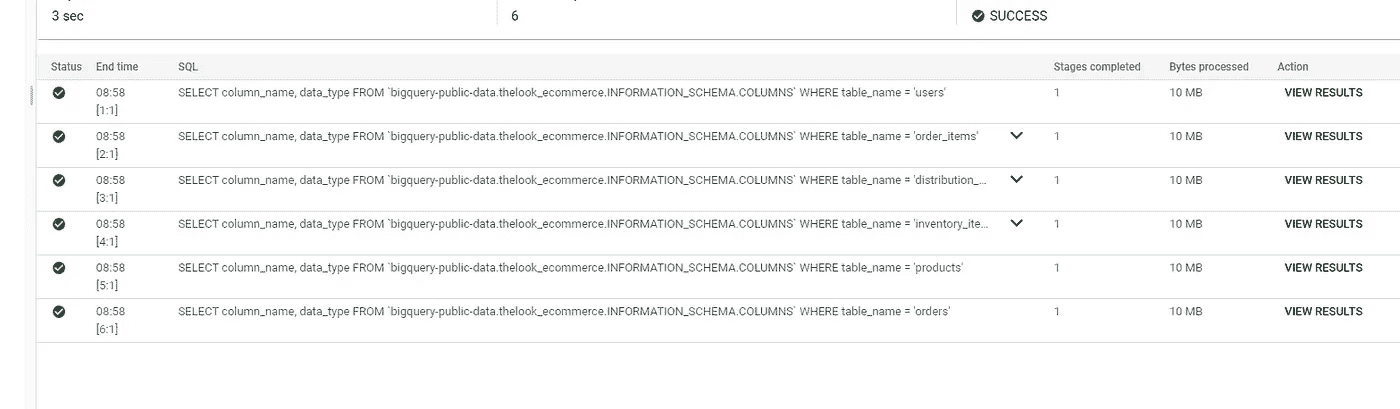 3 sec 6 SUCCESS
Status End time SQL Stages completed Bytes processed Action
08:58 SELECT column_name, data_type FROM `bigquery-public-data.thelook_ecommerce.INFORMATION_SCHEMA.COLUMNS` WHERE table_name = 'users' 1 10 MB VIEW RESULTS
[1:1]
08:58 SELECT column_name, data_type FROM `bigquery-public-data.thelook_ecommerce.INFORMATION_SCHEMA.COLUMNS` WHERE table_name = 'order_items' 1 10 MB VIEW RESULTS
[2:1]
08:58 SELECT column_name, data_type FROM `bigquery-public-data.thelook_ecommerce.INFORMATION_SCHEMA.COLUMNS` WHERE table_name = 'distribution_... 1 10 MB VIEW RESULTS
[3:1]
08:58 SELECT column_name, data_type FROM `bigquery-public-data.thelook_ecommerce.INFORMATION_SCHEMA.COLUMNS` WHERE table_name = 'inventory_ite... 1 10 MB VIEW RESULTS
[4:1]
08:58 SELECT column_name, data_type FROM `bigquery-public-data.thelook_ecommerce.INFORMATION_SCHEMA.COLUMNS` WHERE table_name = 'products' 1 10 MB VIEW RESULTS
[5:1]
08:58 SELECT column_name, data_type FROM `bigquery-public-data.thelook_ecommerce.INFORMATION_SCHEMA.COLUMNS` WHERE table_name = 'orders' 1 10 MB VIEW RESULTS
[6:1]